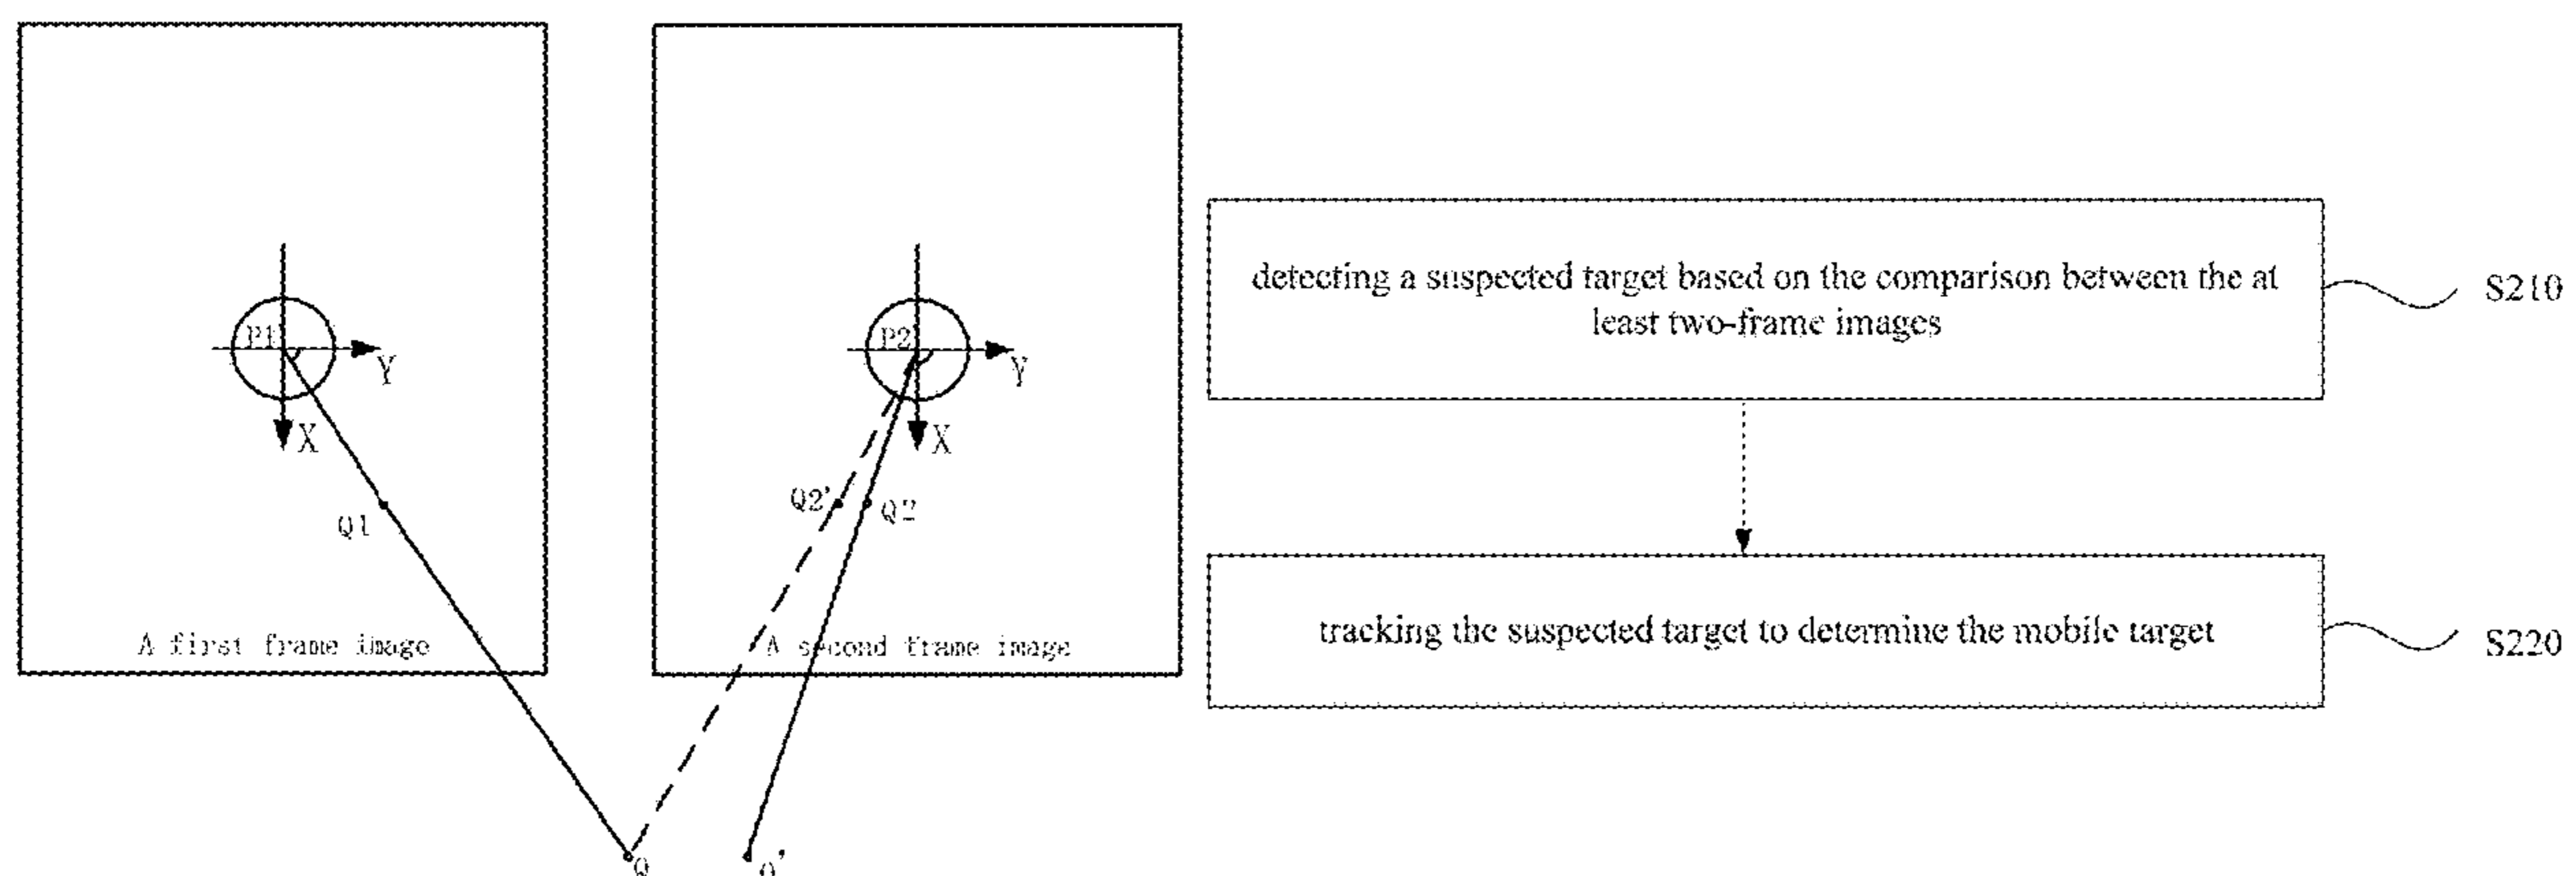 P1
Y
X
Q1
A first frame image
P2
Y
X
Q2'
Q2
A second frame image
Q
Q'
detecting a suspected target based on the comparison between the at
least two-frame images
S210
tracking the suspected target to determine the mobile target
S220